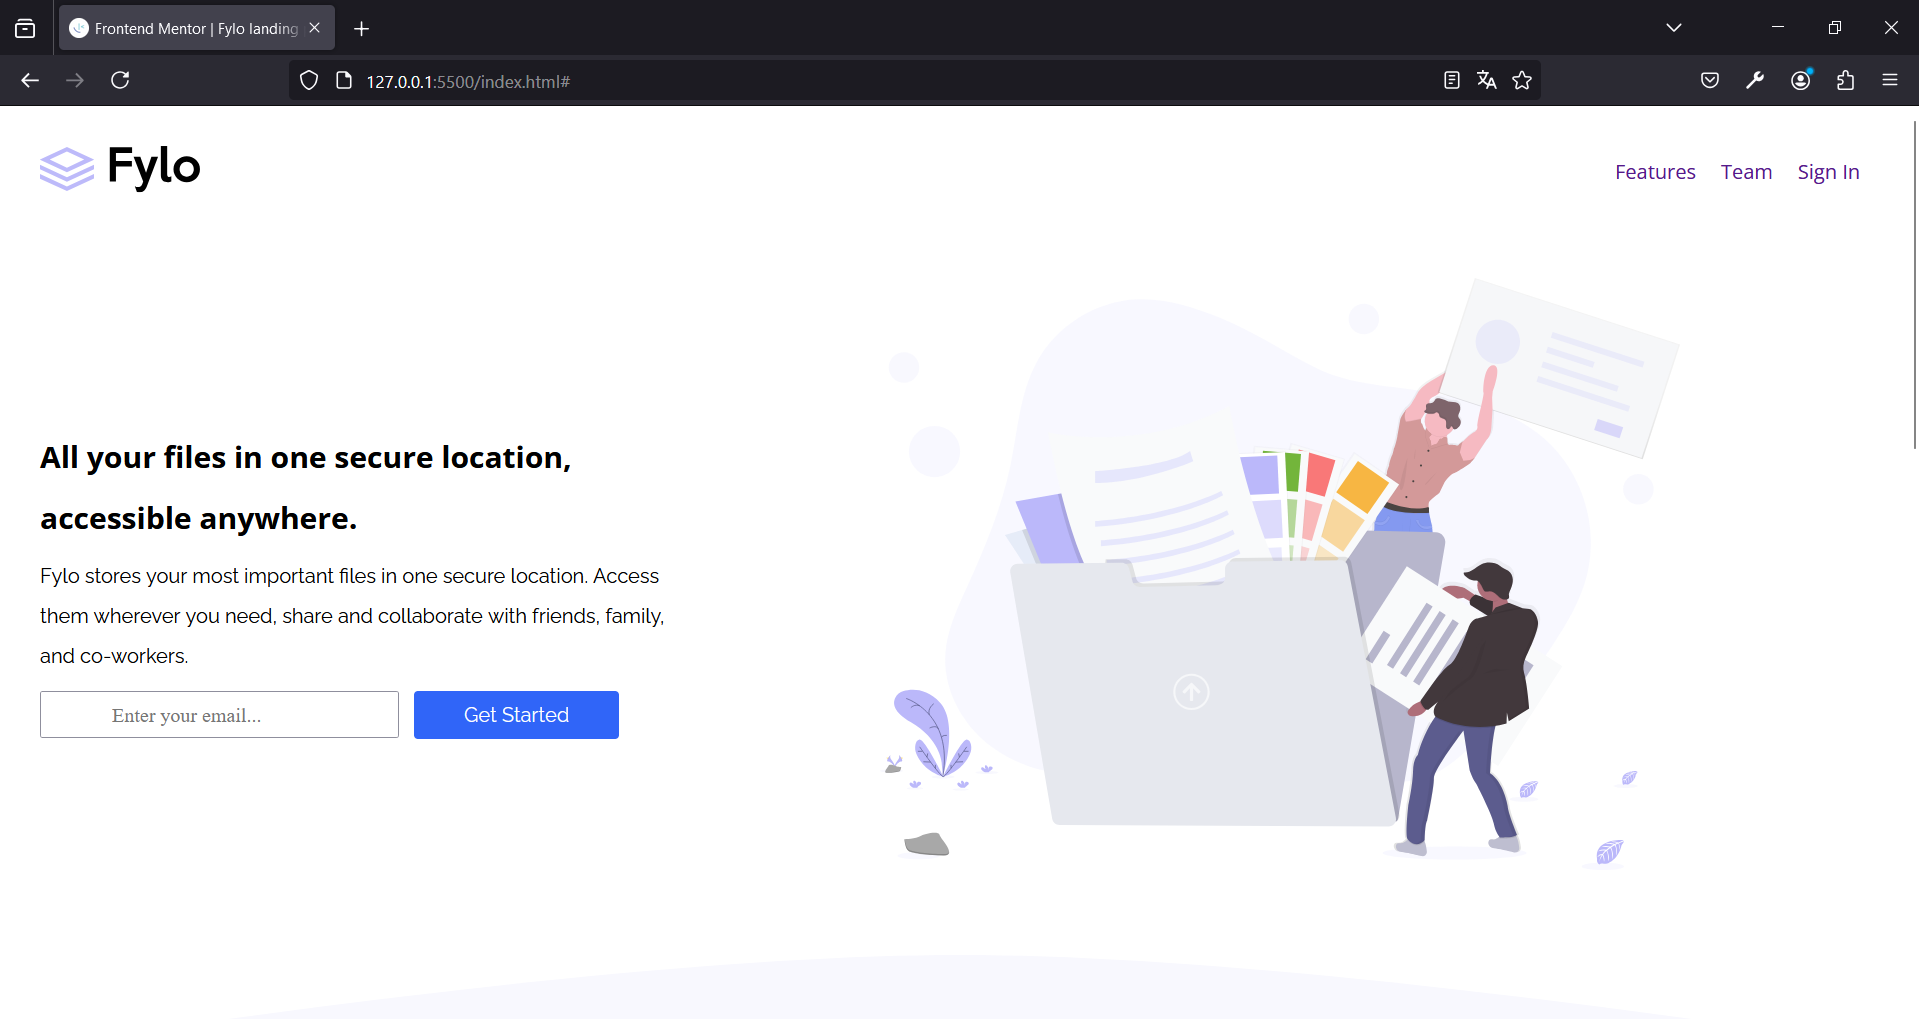 Frontend Mentor | Fylo landing
127.0.0.1:5500/index.html#
Fylo
Features Team Sign In
All your files in one secure location,
accessible anywhere.
Fylo stores your most important files in one secure location. Access
them wherever you need, share and collaborate with friends, family,
and co-workers.
Enter your email...
Get Started